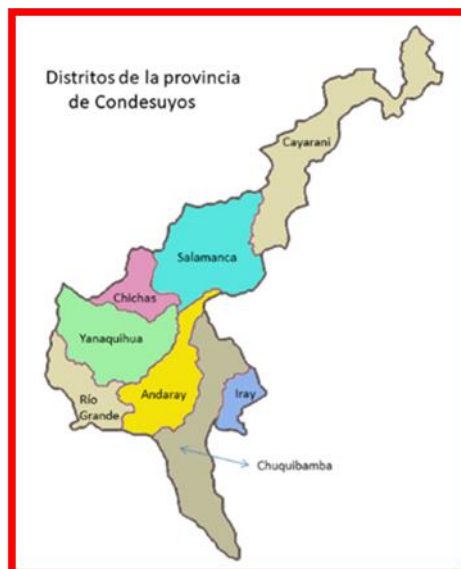 Distritos de la provincia
de Condesuyos
Cayarani
Salamanca
Chichas
Yanaquihua
Río
Grande
Andaray
Iray
Chuquibamba